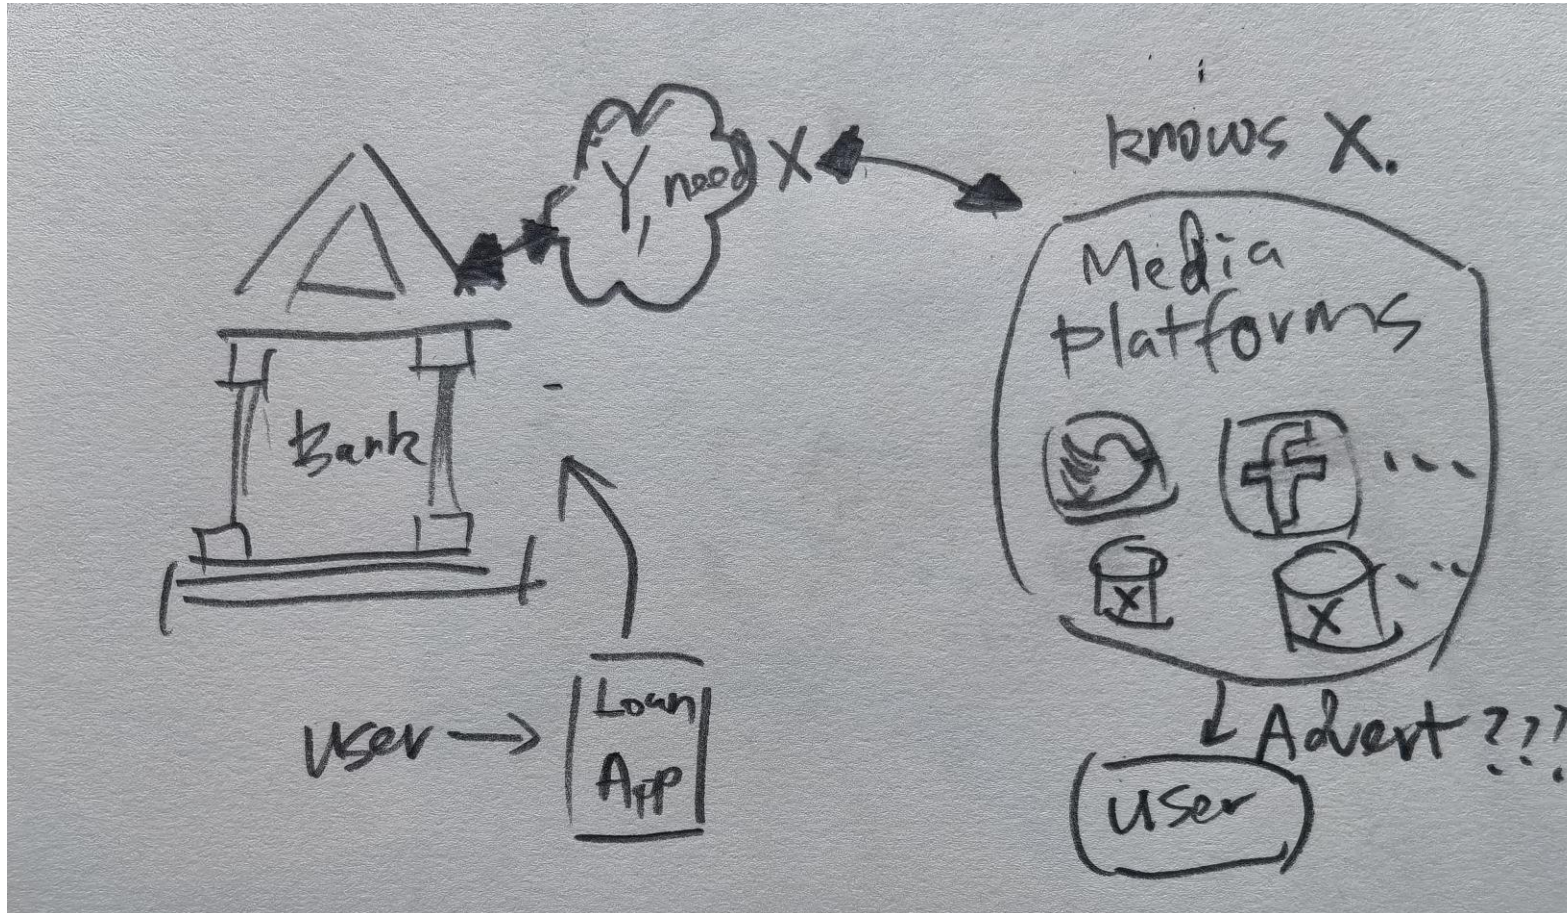 knows X.
Y need X
Media
platforms
f
Bank
X X
Loan
App
user
Advert ???
user